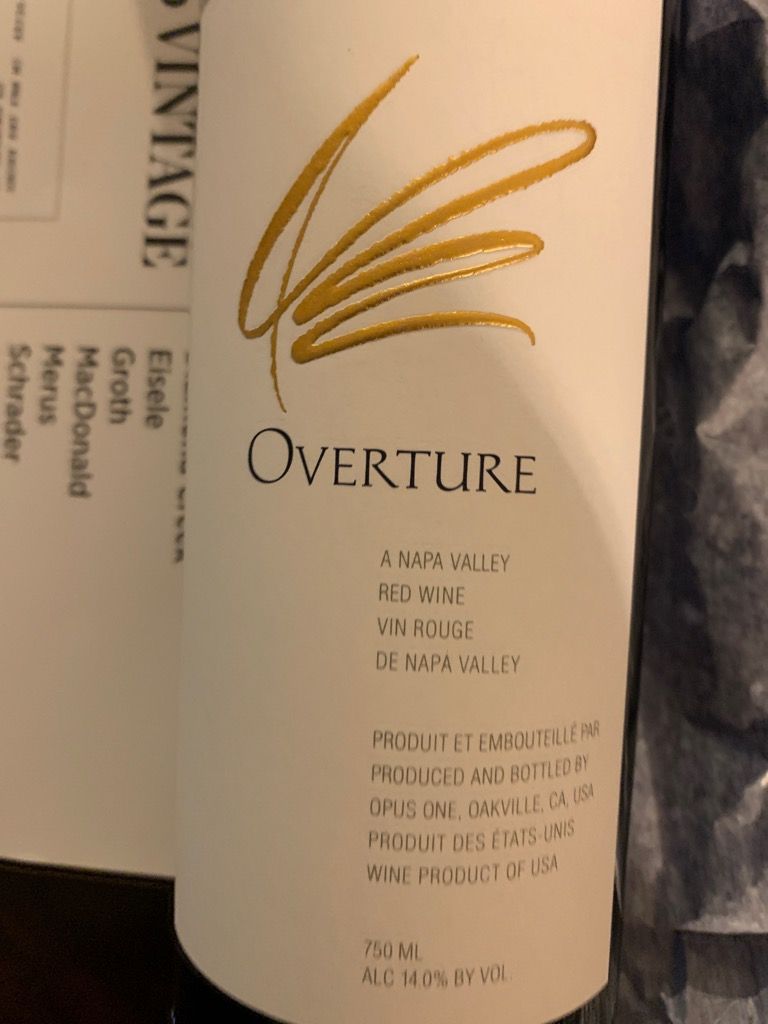 VINTAGE
Eisele
Groth
MacDonald
Merus
Schrader
OVERTURE
A NAPA VALLEY
RED WINE
VIN ROUGE
DE NAPA VALLEY
PRODUIT ET EMBOUTEILLÉ PAR
PRODUCED AND BOTTLED BY
OPUS ONE, OAKVILLE, CA, USA
PRODUIT DES ÉTATS-UNIS
WINE PRODUCT OF USA
750 ML
ALC 14.0% BY VOL.